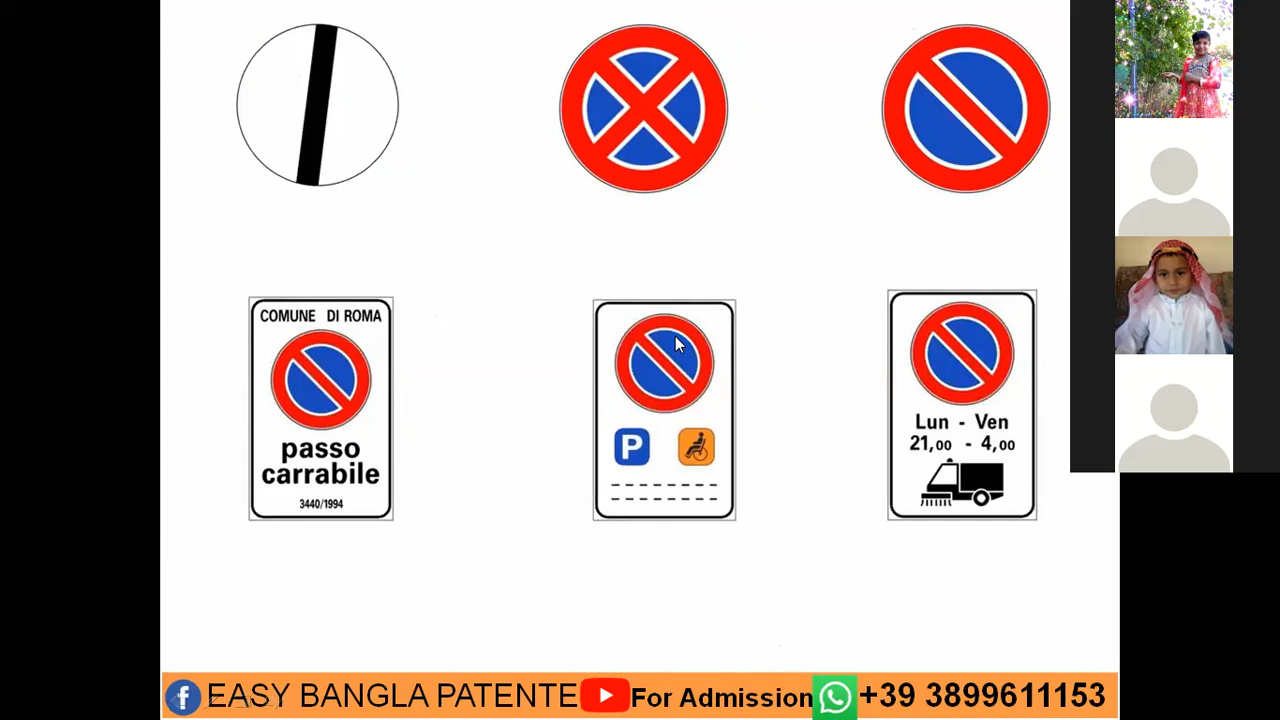 COMUNE DI ROMA
passo
carrabile
3440/1994
P
Lun - Ven
21,00 - 4,00
EASY BANGLA PATENTE For Admission +39 3899611153